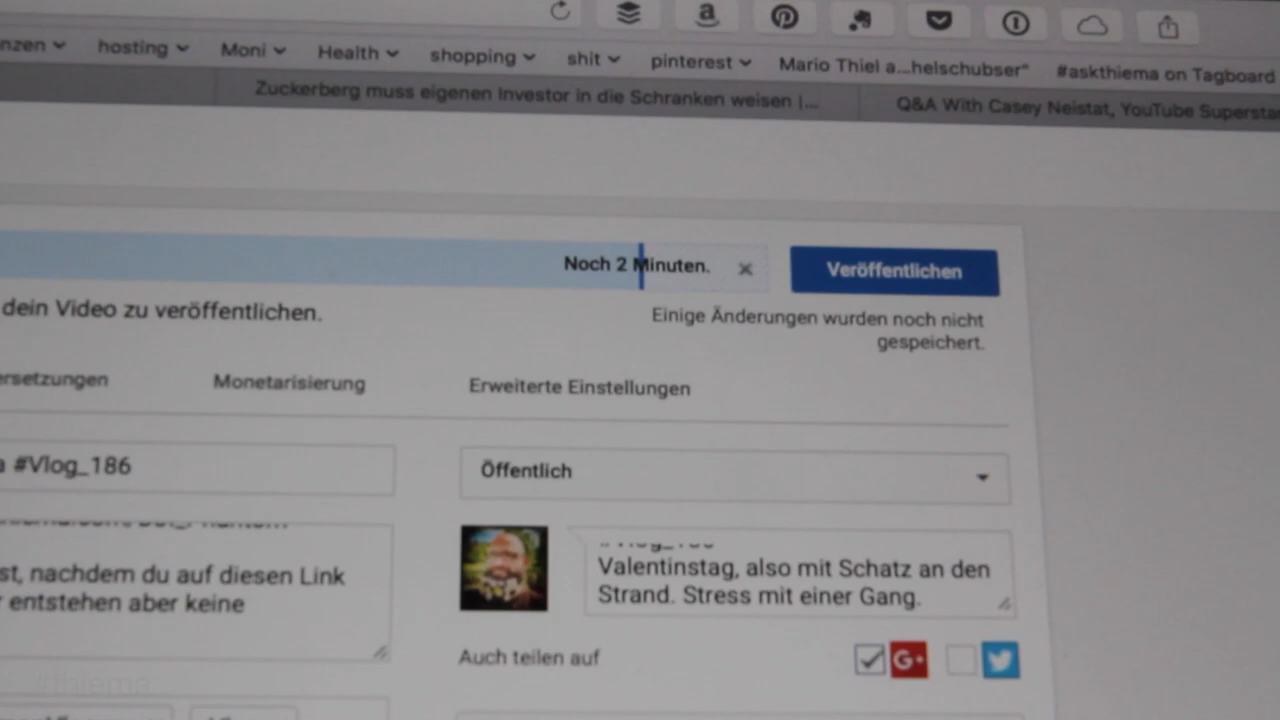 nzen hosting Moni Health shopping shit pinterest Mario Thiel a...helschubser" #askthiema on Tagboard
Zuckerberg muss eigenen Investor in die Schranken weisen |... Q&A With Casey Neistat, YouTube
Noch 2 Minuten. × Veröffentlichen
dein Video zu veröffentlichen.
Einige Änderungen wurden noch nicht
gespeichert.
ersetzungen Monetarisierung Erweiterte Einstellungen
#Vlog_186
Öffentlich
st, nachdem du auf diesen Link
entstehen aber keine
Valentinstag, also mit Schatz an den
Strand. Stress mit einer Gang.
Auch teilen auf G+
#thiema